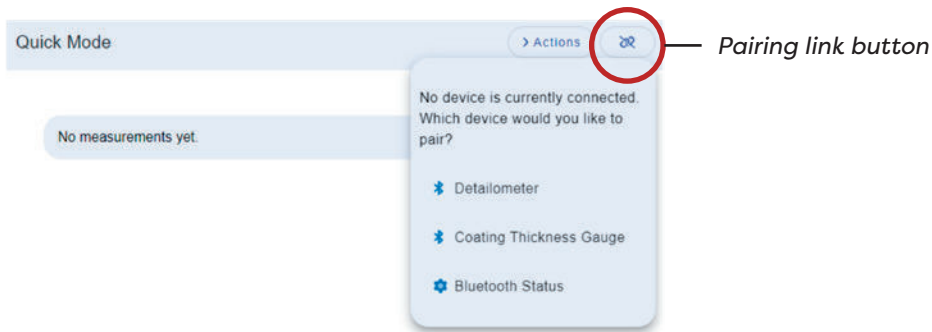 Quick Mode
> Actions
Pairing link button
No device is currently connected.
Which device would you like to
pair?
No measurements yet.
Detailometer
Coating Thickness Gauge
Bluetooth Status